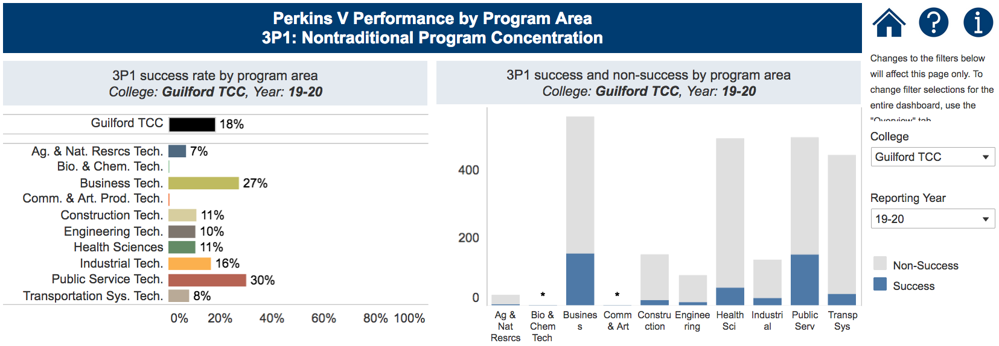 Perkins V Performance by Program Area
3P1: Nontraditional Program Concentration
3P1 success rate by program area
College: Guilford TCC, Year: 19-20
Guilford TCC 18%
Ag. & Nat. Resrcs Tech. 7%
Bio. & Chem. Tech.
Business Tech. 27%
Comm. & Art. Prod. Tech.
Construction Tech. 11%
Engineering Tech. 10%
Health Sciences 11%
Industrial Tech. 16%
Public Service Tech. 30%
Transportation Sys. Tech. 8%
0% 20% 40% 60% 80% 100%
3P1 success and non-success by program area
College: Guilford TCC, Year: 19-20
400
200
0
* *
Ag & Bio & Busines Comm Constru Enginee Health Industri Public Transp
Nat Chem s & Art ction ring Sci al Serv Sys
Resrcs Tech
? i
Changes to the filters below
will affect this page only. To
change filter selections for the
entire dashboard, use the
"Overview" tab
College
Guilford TCC
Reporting Year
19-20
Non-Success
Success